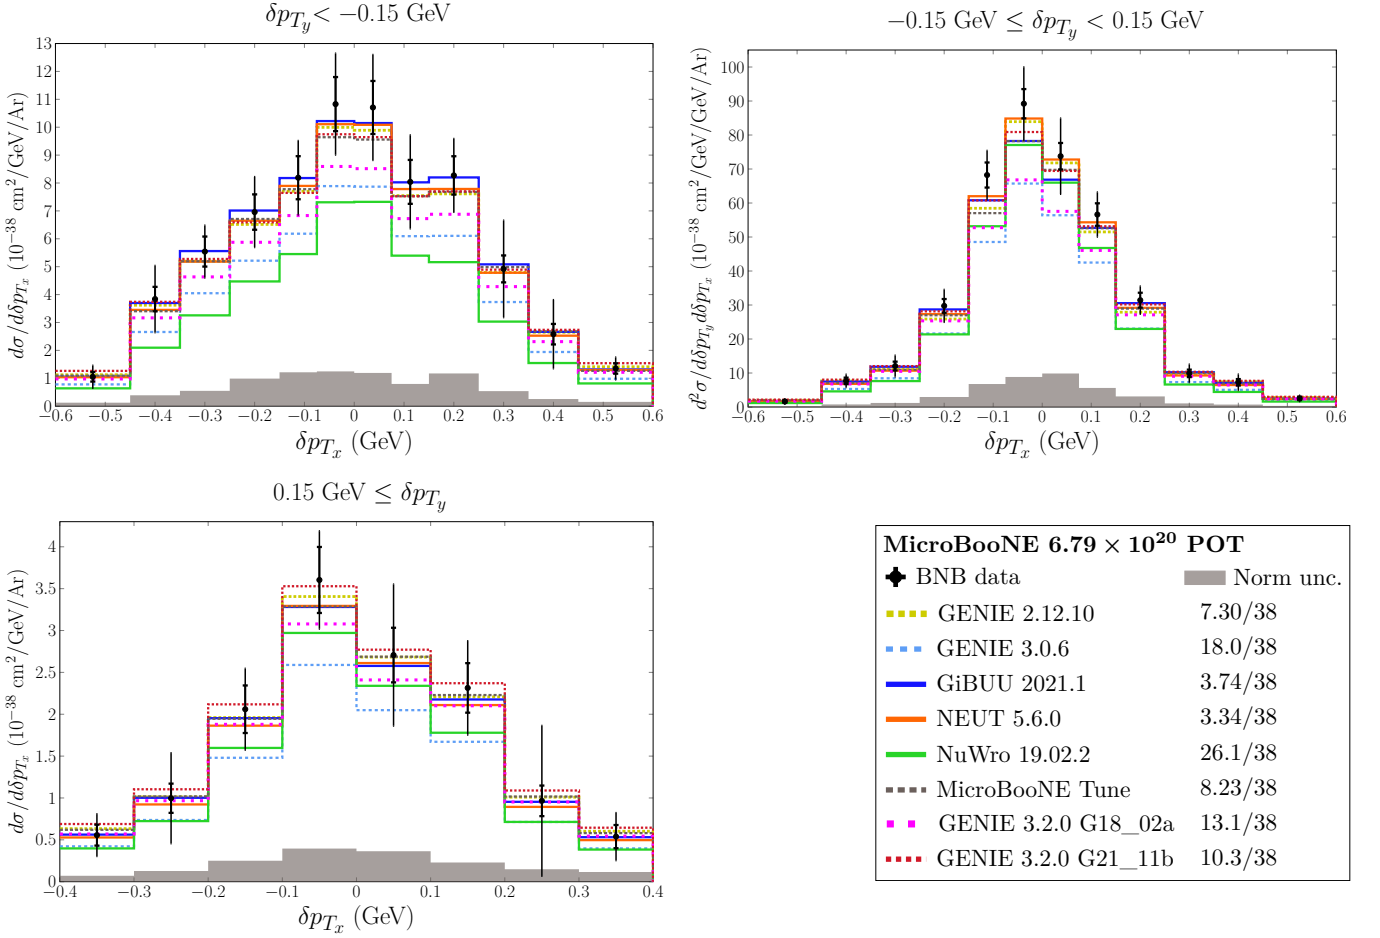 δp_{T_y} < −0.15 GeV
13
12
11
10
9
8
7
6
5
4
3
2
1
0
dσ/dδp_{T_x} (10^{−38} cm²/GeV/Ar)
−0.6 −0.5 −0.4 −0.3 −0.2 −0.1 0 0.1 0.2 0.3 0.4 0.5 0.6
δp_{T_x} (GeV)
−0.15 GeV ≤ δp_{T_y} < 0.15 GeV
100
90
80
70
60
50
40
30
20
10
0
d²σ/dδp_{T_y}dδp_{T_x} (10^{−38} cm²/GeV/GeV/Ar)
−0.6 −0.5 −0.4 −0.3 −0.2 −0.1 0 0.1 0.2 0.3 0.4 0.5 0.6
δp_{T_x} (GeV)
0.15 GeV ≤ δp_{T_y}
4
3.5
3
2.5
2
1.5
1
0.5
0
dσ/dδp_{T_x} (10^{−38} cm²/GeV/Ar)
−0.4 −0.3 −0.2 −0.1 0 0.1 0.2 0.3 0.4
δp_{T_x} (GeV)
MicroBooNE 6.79 × 10^{20} POT
BNB data Norm unc.
GENIE 2.12.10 7.30/38
GENIE 3.0.6 18.0/38
GiBUU 2021.1 3.74/38
NEUT 5.6.0 3.34/38
NuWro 19.02.2 26.1/38
MicroBooNE Tune 8.23/38
GENIE 3.2.0 G18_02a 13.1/38
GENIE 3.2.0 G21_11b 10.3/38